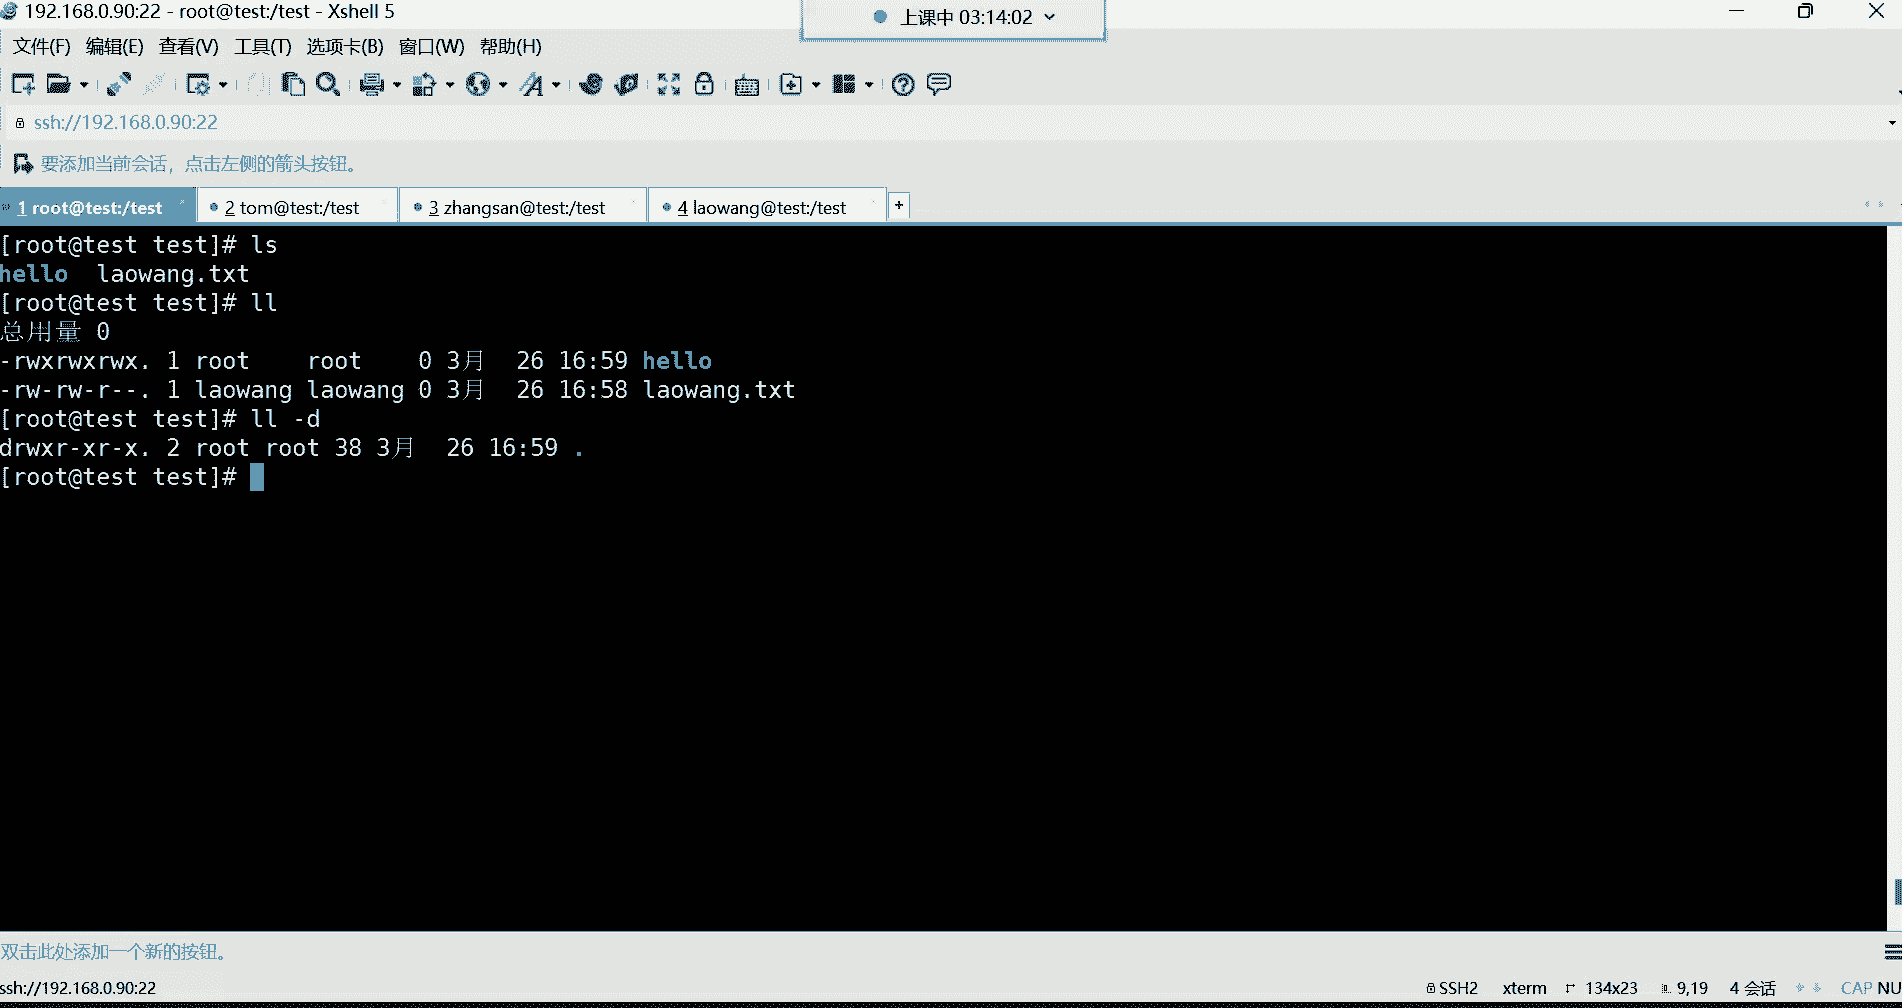 192.168.0.90:22 - root@test:/test - Xshell 5
上课中 03:14:02
文件(F) 编辑(E) 查看(V) 工具(T) 选项卡(B) 窗口(W) 帮助(H)
ssh://192.168.0.90:22
要添加当前会话，点击左侧的箭头按钮。
1 root@test:/test 2 tom@test:/test 3 zhangsan@test:/test 4 laowang@test:/test +
[root@test test]# ls
hello  laowang.txt
[root@test test]# ll
总用量 0
-rwxrwxrwx. 1 root    root    0 3月  26 16:59 hello
-rw-rw-r--. 1 laowang laowang 0 3月  26 16:58 laowang.txt
[root@test test]# ll -d
drwxr-xr-x. 2 root root 38 3月  26 16:59 .
[root@test test]#
双击此处添加一个新的按钮。
ssh://192.168.0.90:22 SSH2 xterm 134x23 9,19 4 会话 CAP NU